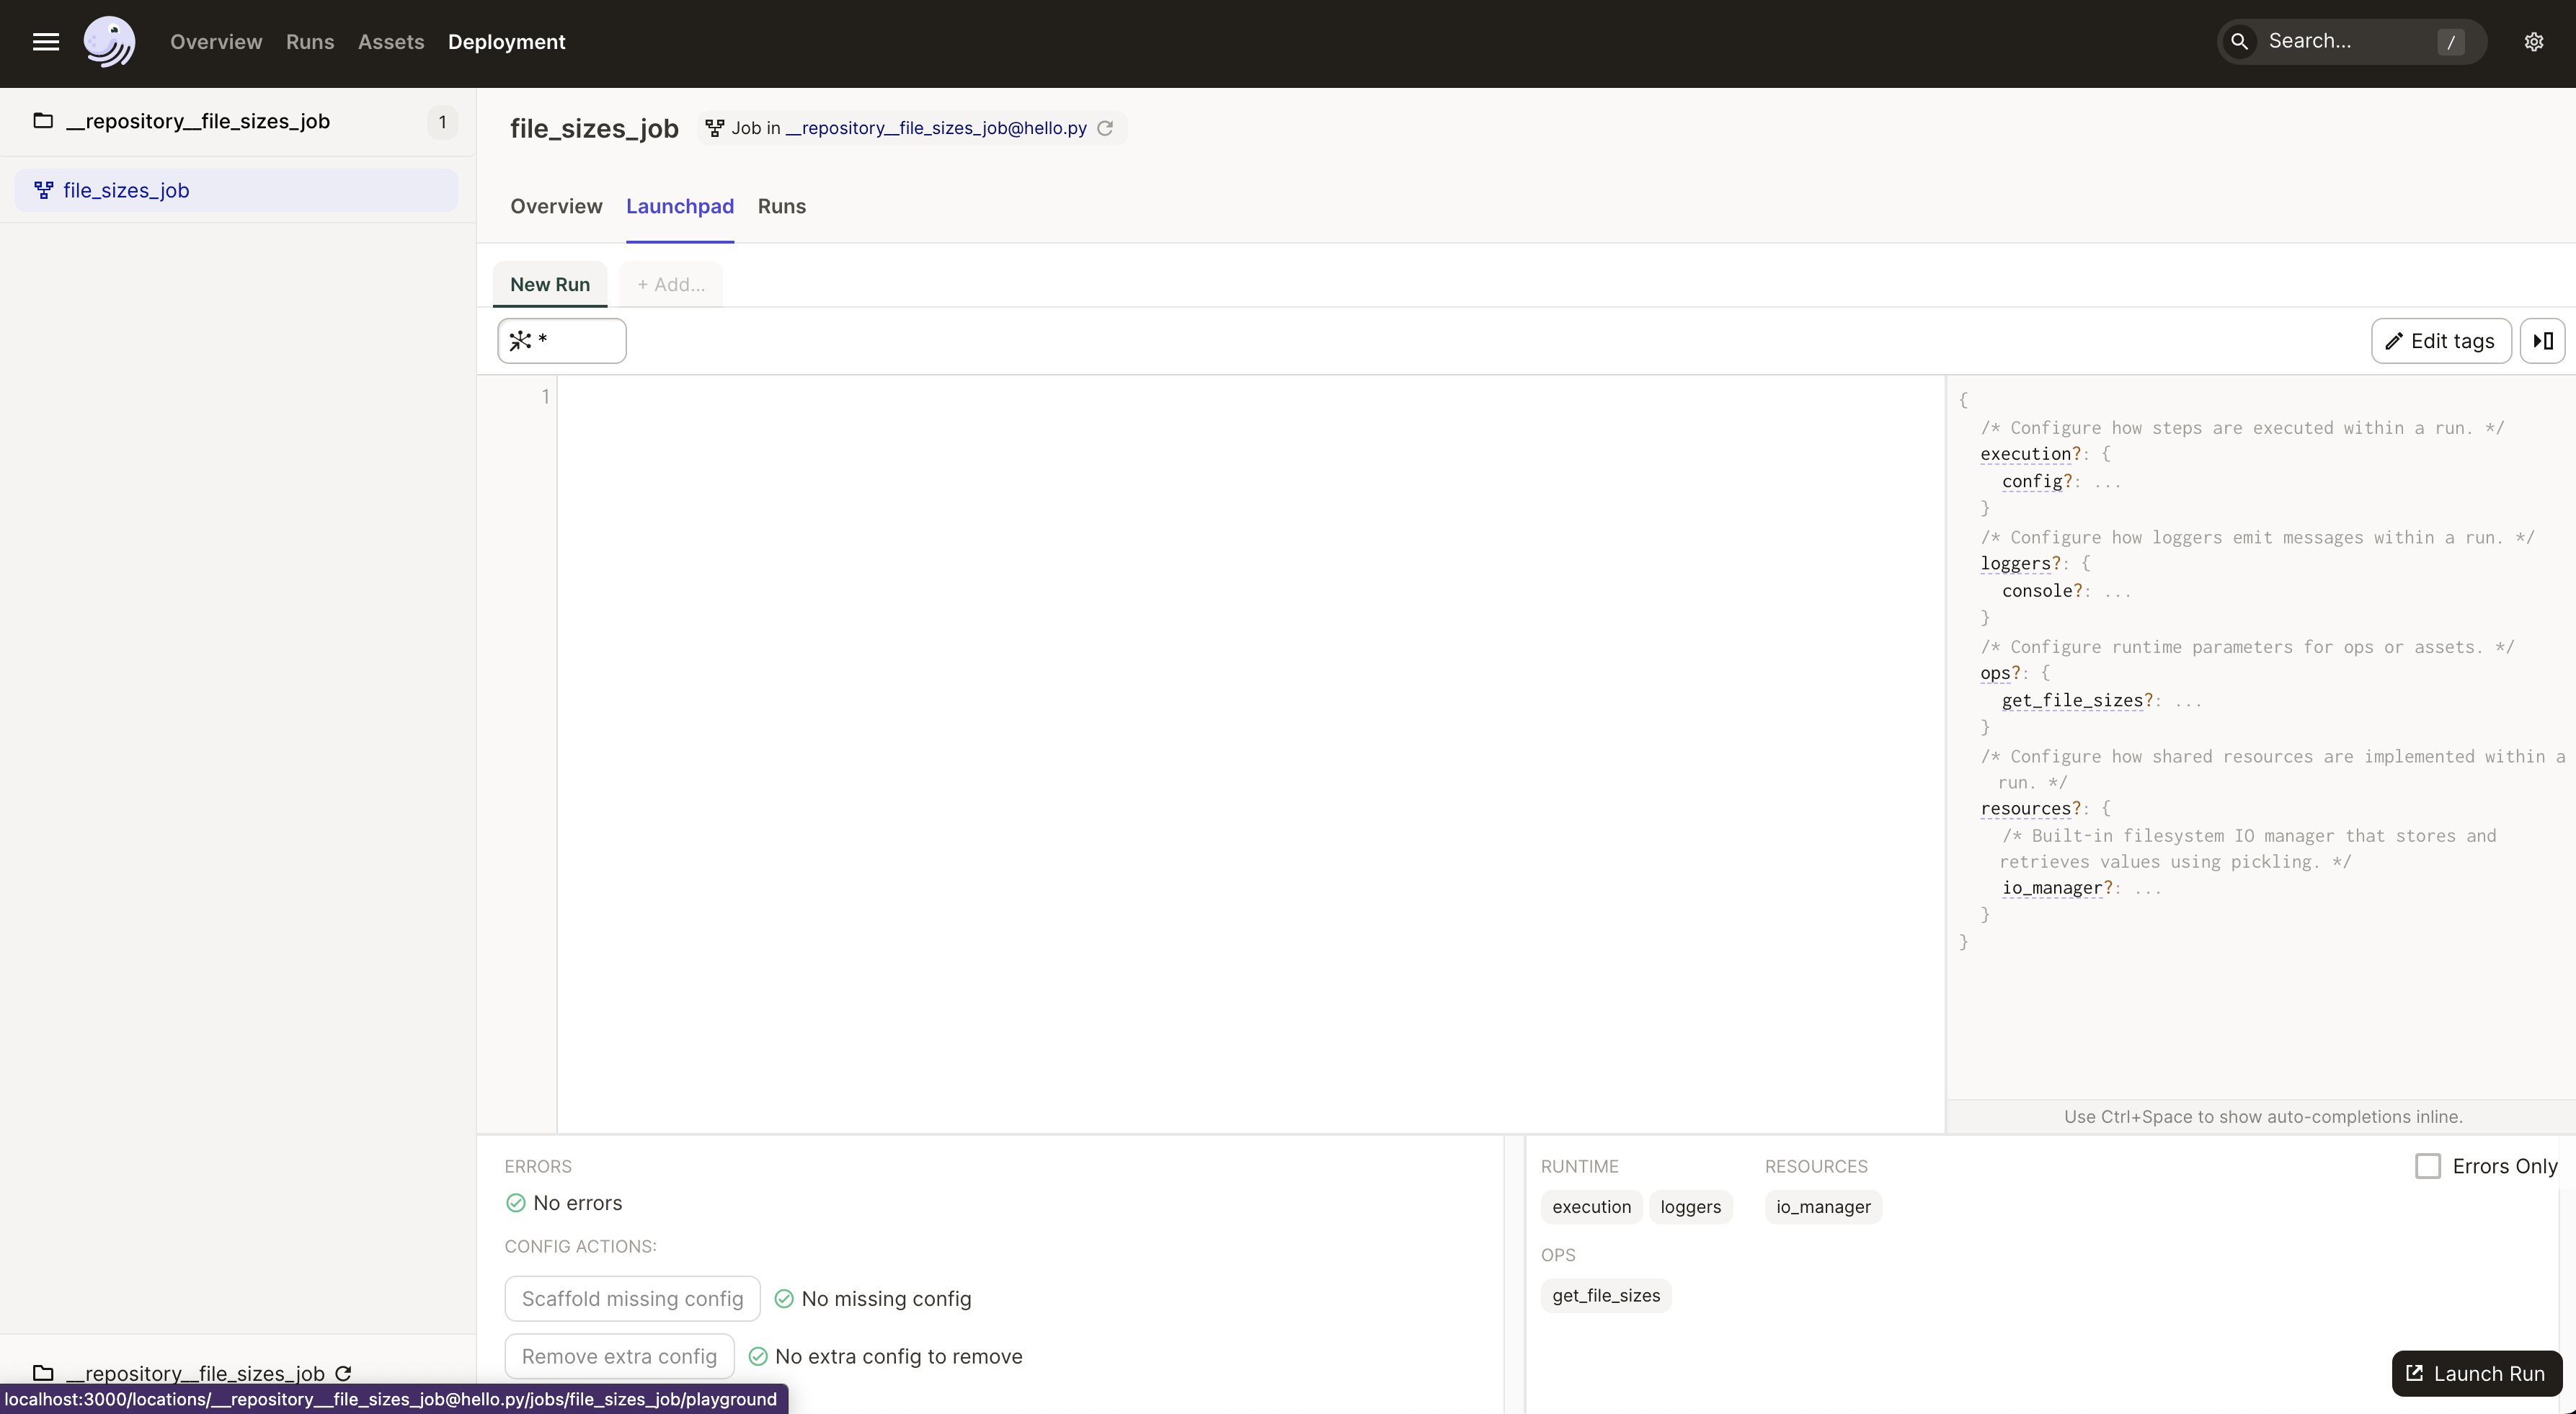 Overview Runs Assets Deployment Search... /
__repository__file_sizes_job 1
file_sizes_job
file_sizes_job Job in __repository__file_sizes_job@hello.py
Overview Launchpad Runs
New Run + Add...
* Edit tags
1
{
/* Configure how steps are executed within a run. */
execution?: {
config?: ...
}
/* Configure how loggers emit messages within a run. */
loggers?: {
console?: ...
}
/* Configure runtime parameters for ops or assets. */
ops?: {
get_file_sizes?: ...
}
/* Configure how shared resources are implemented within a
run. */
resources?: {
/* Built-in filesystem IO manager that stores and
retrieves values using pickling. */
io_manager?: ...
}
}
Use Ctrl+Space to show auto-completions inline.
ERRORS
No errors
CONFIG ACTIONS:
Scaffold missing config No missing config
Remove extra config No extra config to remove
RUNTIME RESOURCES Errors Only
execution loggers io_manager
OPS
get_file_sizes
Launch Run
__repository__file_sizes_job
localhost:3000/locations/__repository__file_sizes_job@hello.py/jobs/file_sizes_job/playground